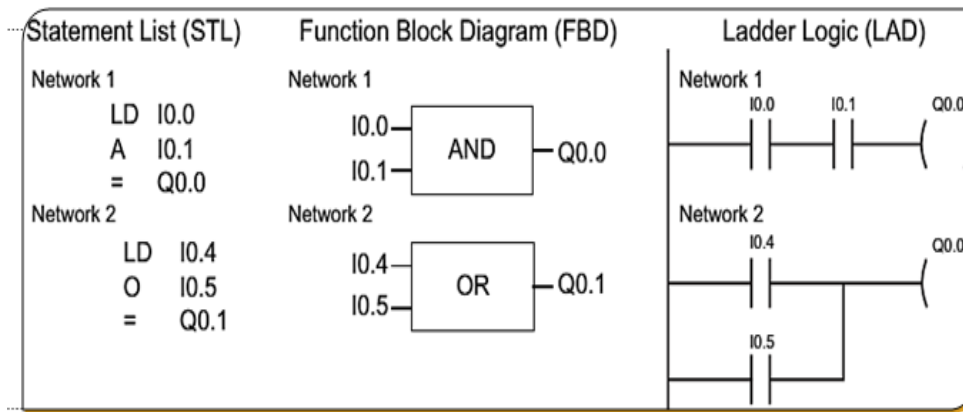 Statement List (STL)
Network 1
LD I0.0
A I0.1
= Q0.0
Network 2
LD I0.4
O I0.5
= Q0.1
Function Block Diagram (FBD)
Network 1
I0.0
I0.1
AND
Q0.0
Network 2
I0.4
I0.5
OR
Q0.1
Ladder Logic (LAD)
Network 1
I0.0 I0.1 Q0.0
Network 2
I0.4 Q0.0
I0.5